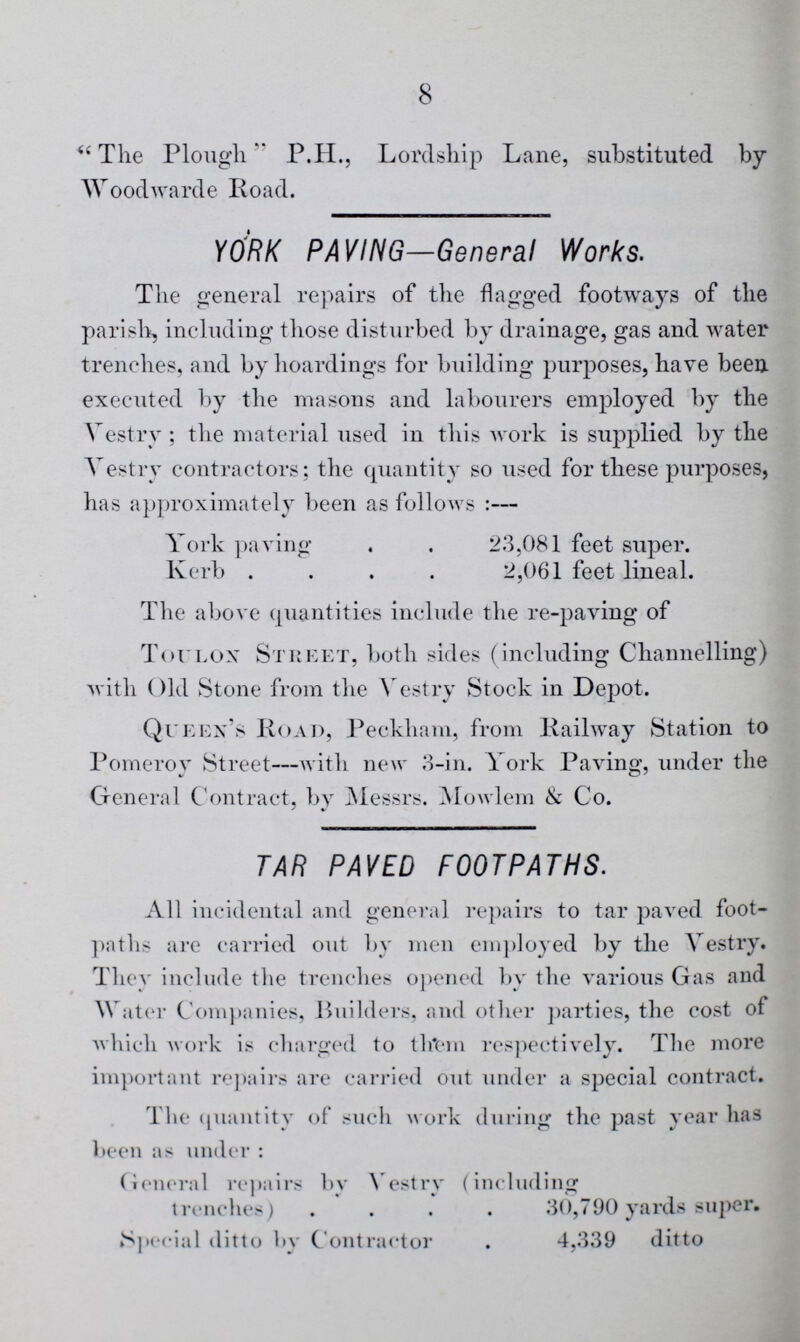 8
“The Plough” P.H., Lordship Lane, substituted by
Woodwarde Road.
YORK PAVING—General Works.
The general repairs of the flagged footways of the
parish, including those disturbed by drainage, gas and water
trenches, and by hoardings for building purposes, have been
executed by the masons and labourers employed by the
Vestry ; the material used in this work is supplied by the
Vestry contractors; the quantity so used for these purposes,
has approximately been as follows :—
York paving . . 23,081 feet super.
Kerb . . . . 2,061 feet lineal.
The above quantities include the re-paving of
Toulon Street, both sides (including Channelling)
with Old Stone from the Vestry Stock in Depot.
Queen’s Road, Peckham, from Railway Station to
Pomeroy Street—with new 3-in. York Paving, under the
General Contract, by Messrs. Mowlem & Co.
TAR PAVED FOOTPATHS.
All incidental and general repairs to tar paved foot-
paths are carried out by men employed by the Vestry.
They include the trenches opened by the various Gas and
Water Companies, Builders, and other parties, the cost of
which work is charged to them respectively. The more
important repairs are carried out under a special contract.
The quantity of such work during the past year has
been as under :
General repairs by Vestry (including
trenches) . . . . 30,790 yards super.
Special ditto by Contractor . 4,339 ditto